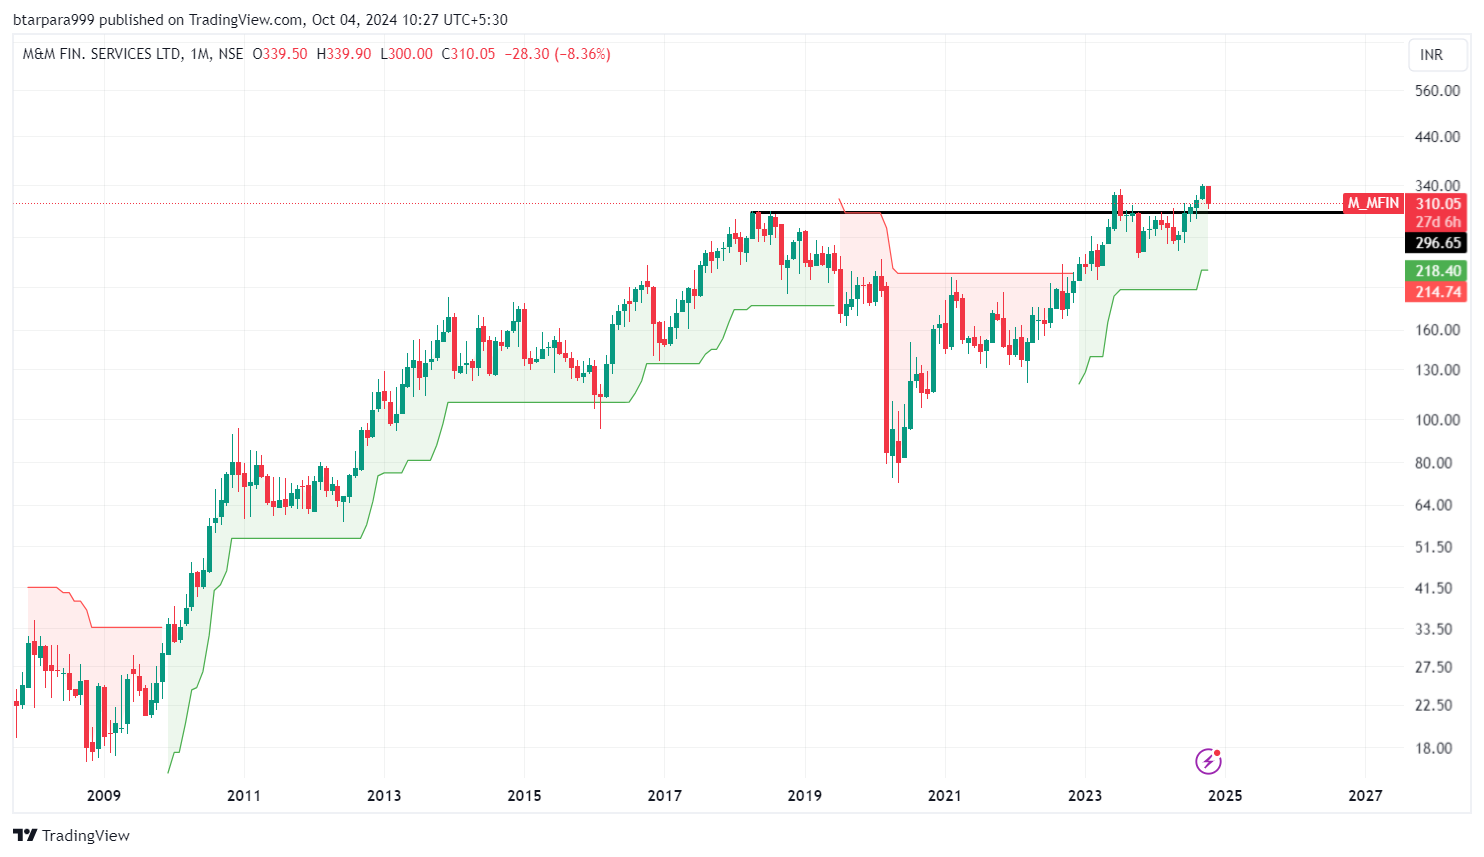 btarpara999 published on TradingView.com, Oct 04, 2024 10:27 UTC+5:30
M&M FIN. SERVICES LTD, 1M, NSE O339.50 H339.90 L300.00 C310.05 −28.30 (−8.36%)
INR
560.00
440.00
340.00
M_MFIN 310.05
27d 6h
296.65
218.40
214.74
160.00
130.00
100.00
80.00
64.00
51.50
41.50
33.50
27.50
22.50
18.00
2009 2011 2013 2015 2017 2019 2021 2023 2025 2027
TradingView